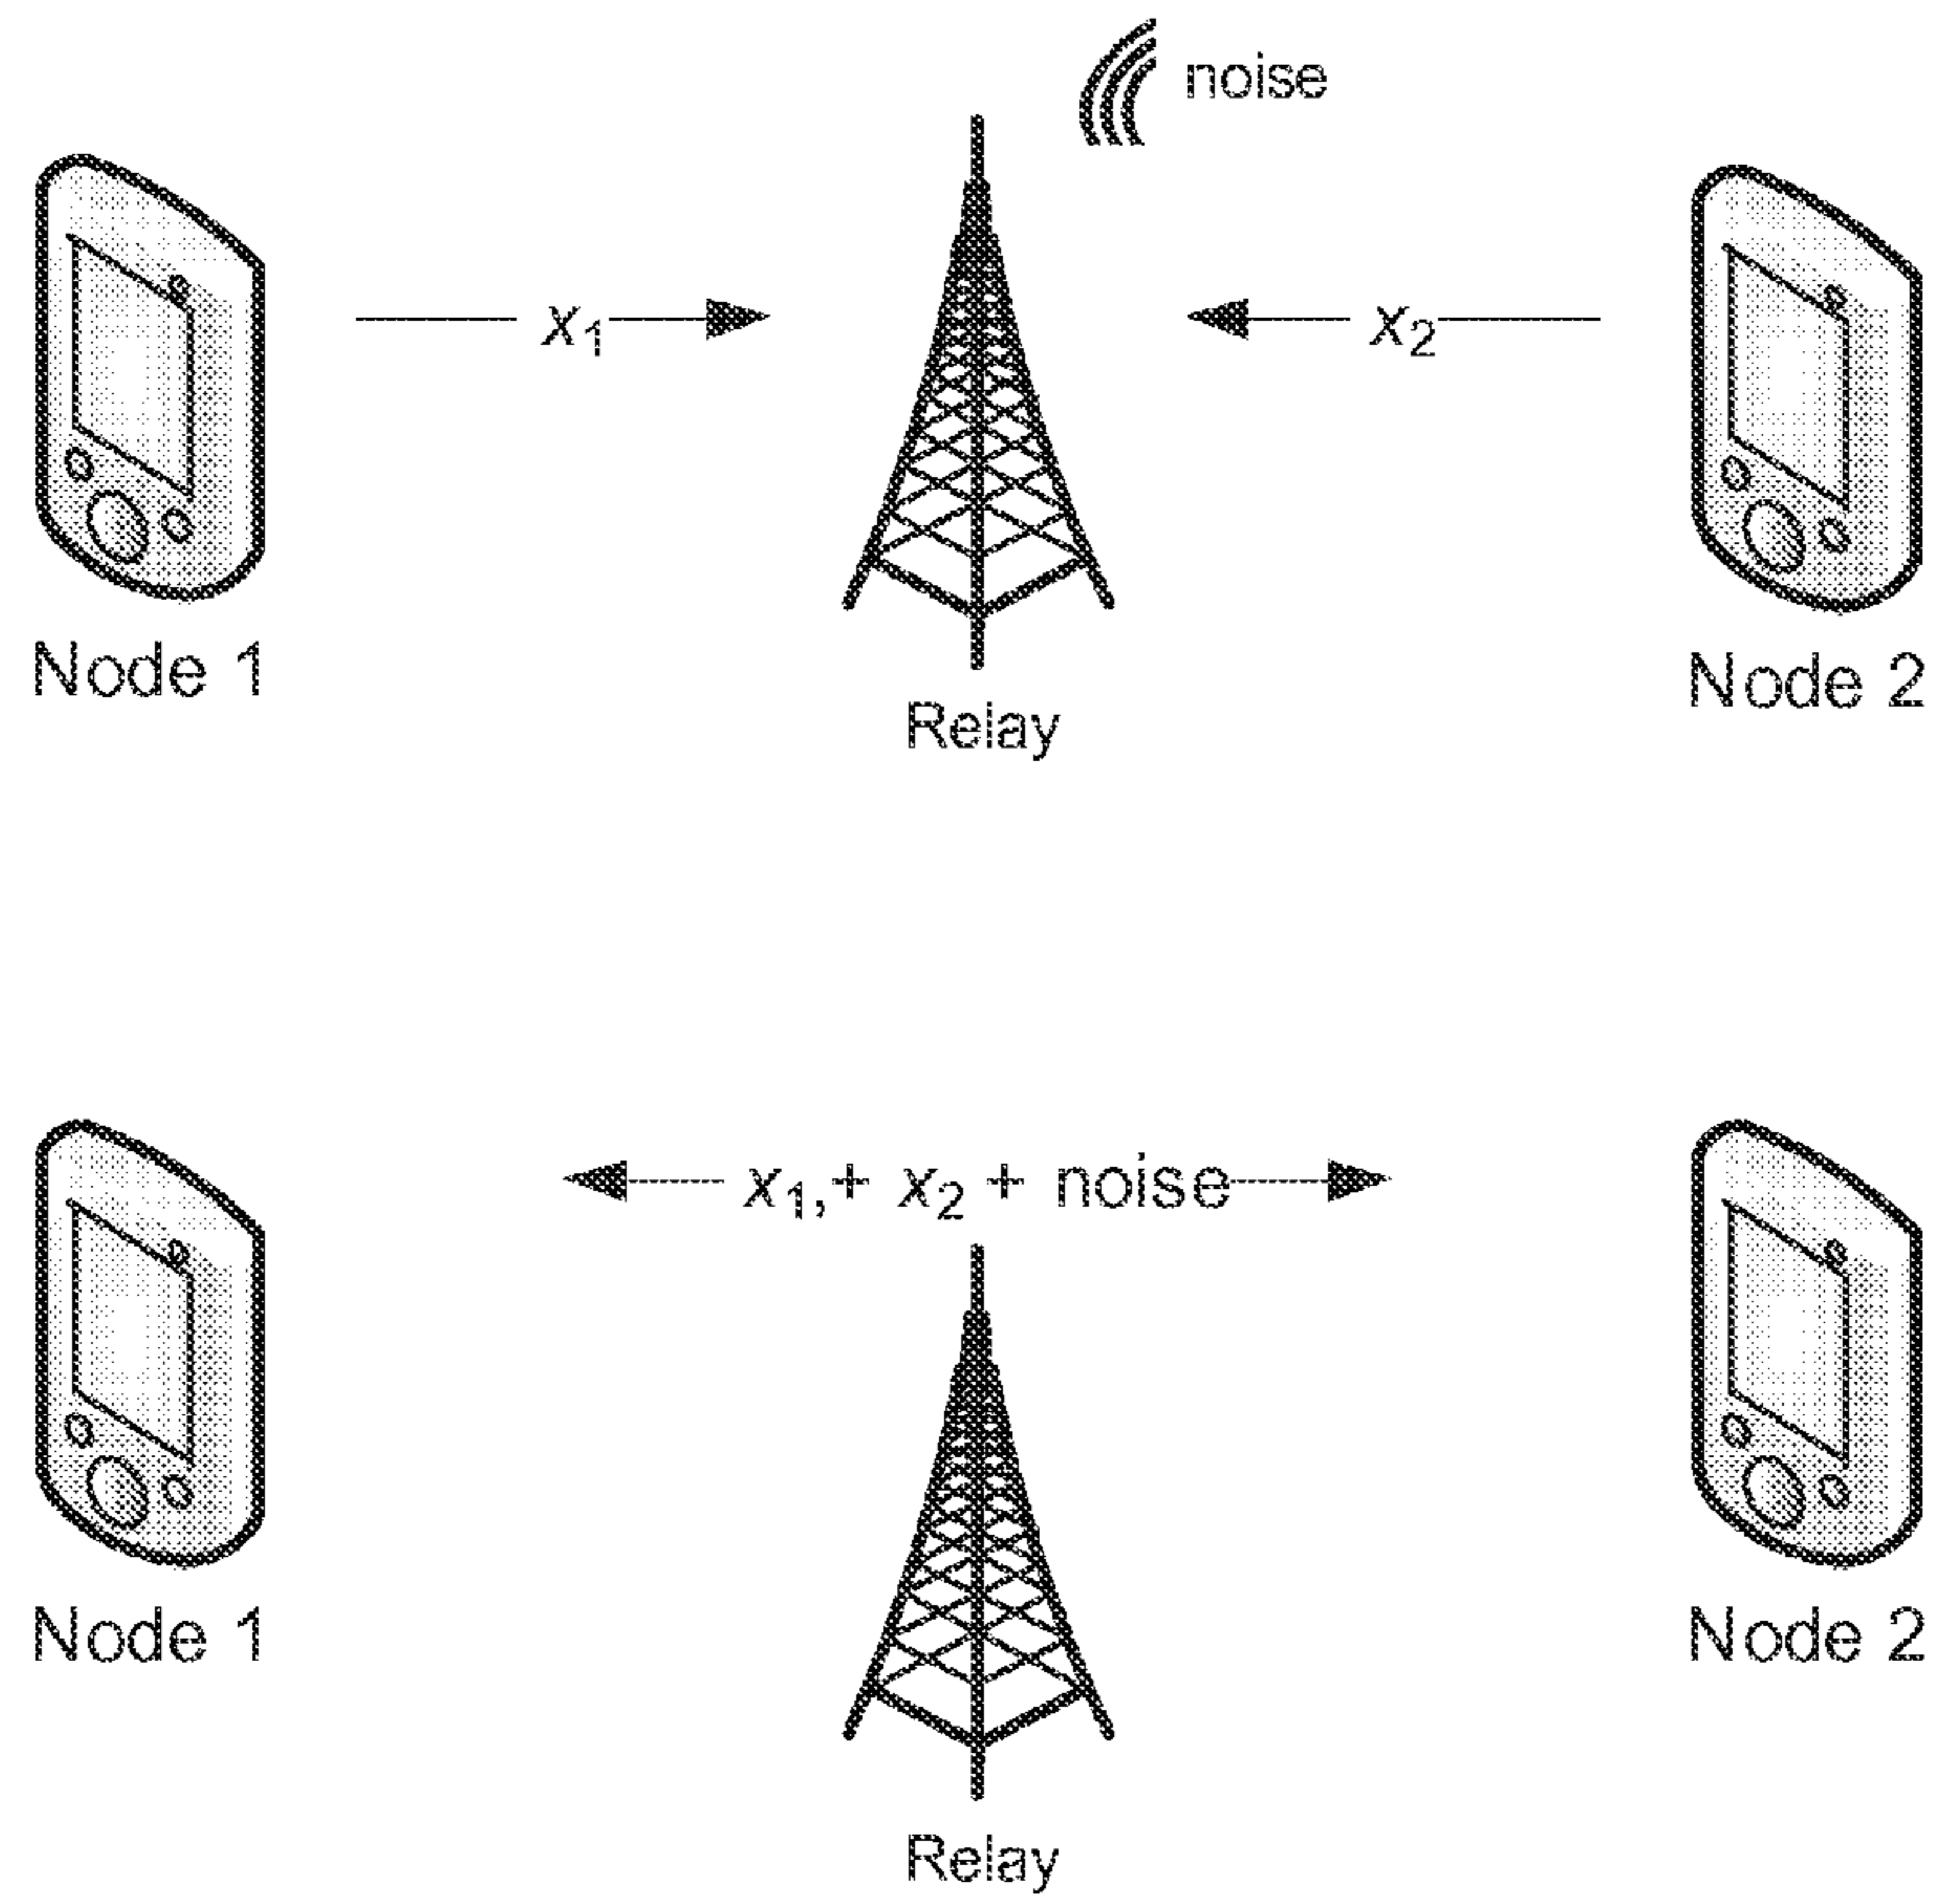 noise
x₁
x₂
Node 1
Node 2
Relay
x₁,+ x₂ + noise
Node 1
Node 2
Relay